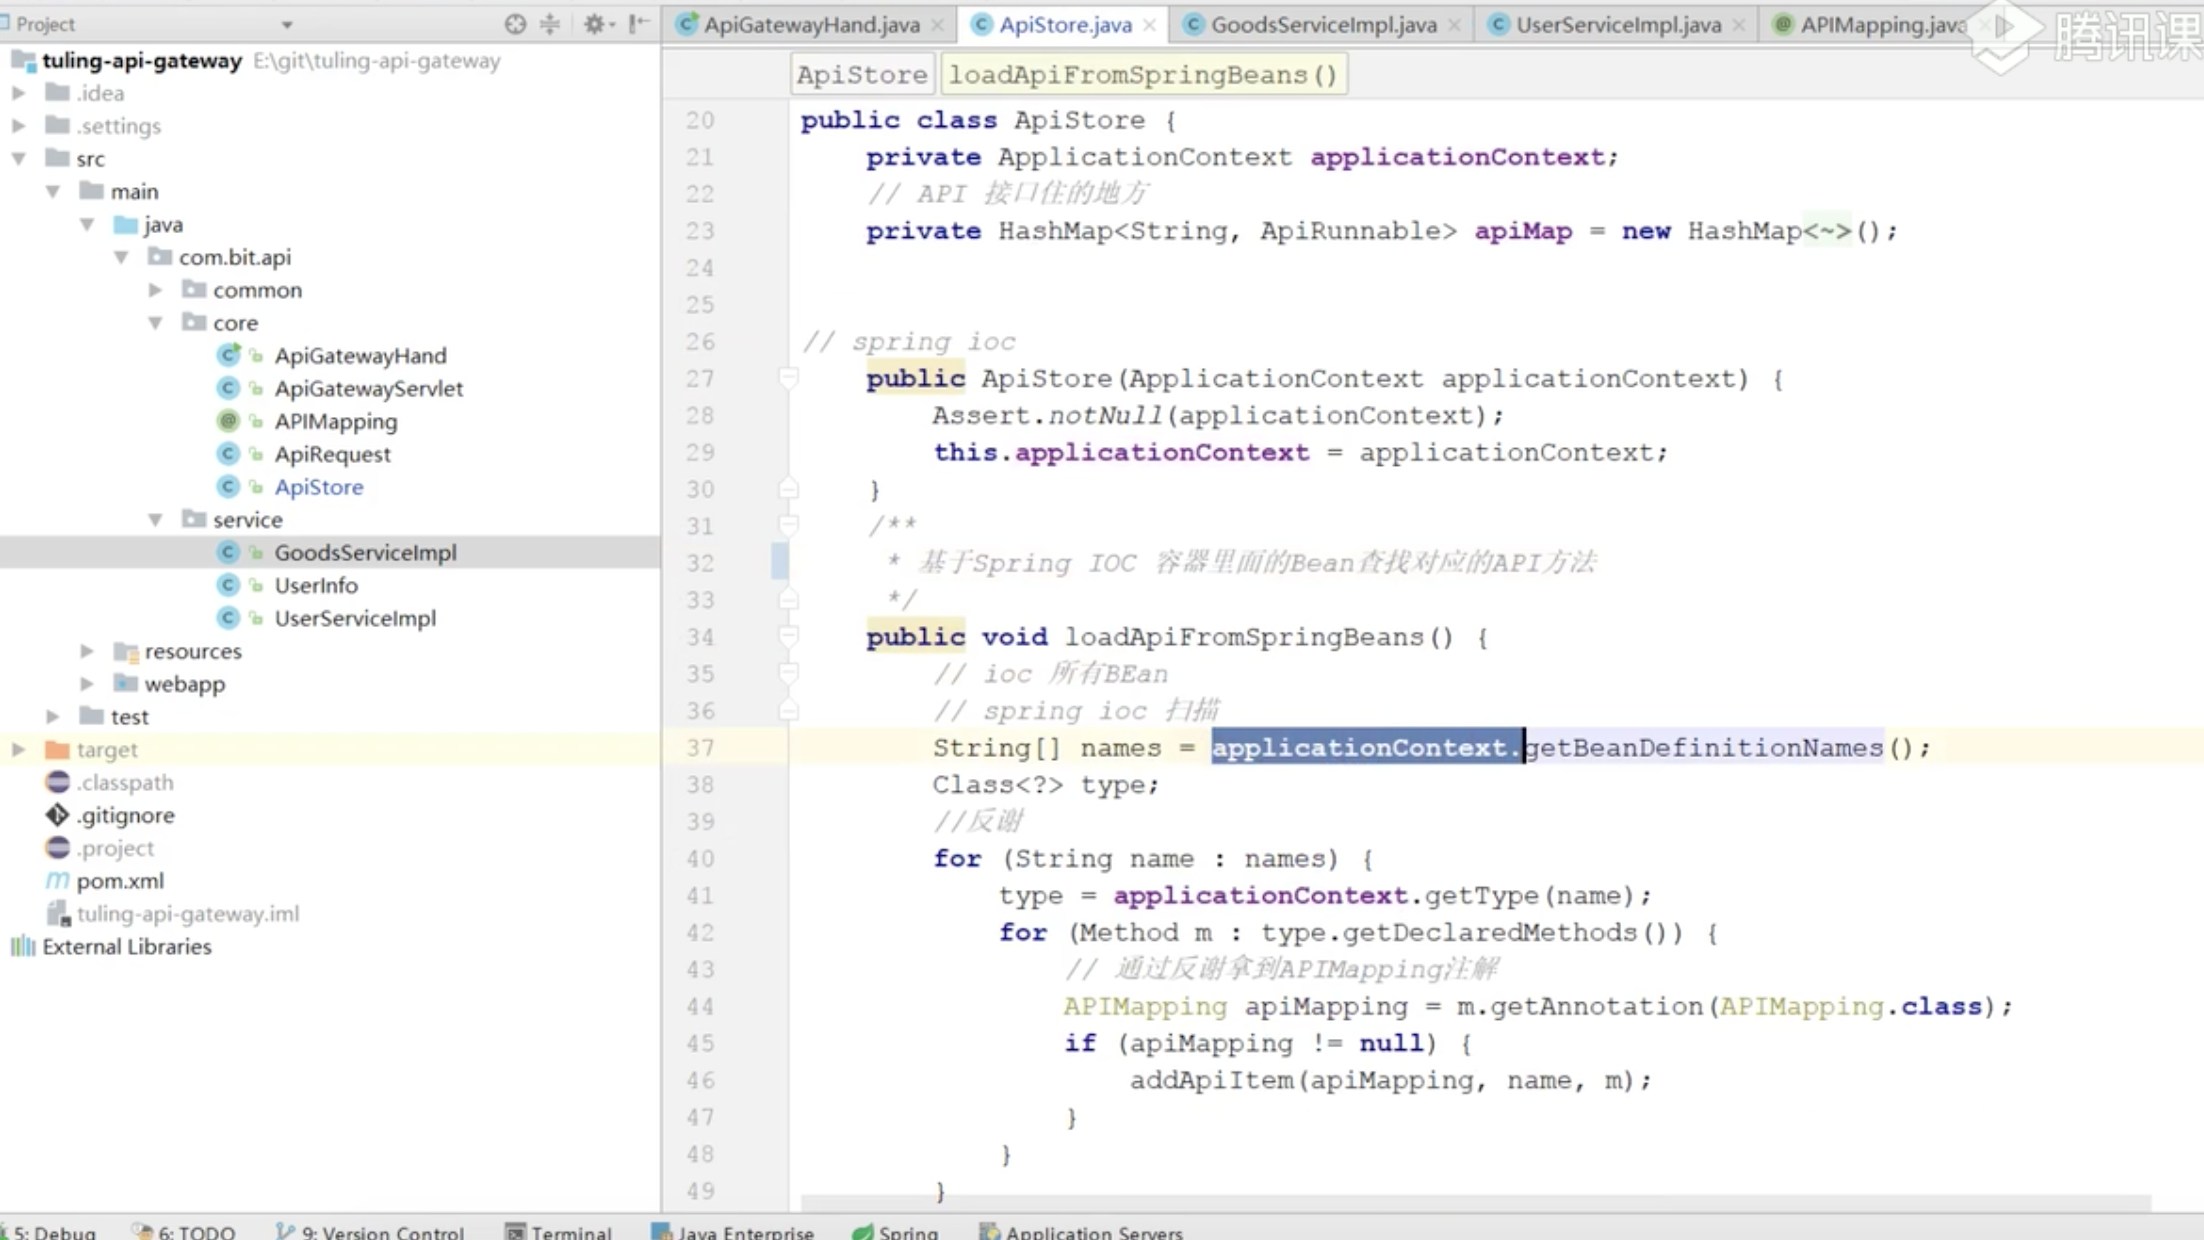 Project
tuling-api-gateway E:\git\tuling-api-gateway
.idea
.settings
src
main
java
com.bit.api
common
core
ApiGatewayHand
ApiGatewayServlet
APIMapping
ApiRequest
ApiStore
service
GoodsServiceImpl
UserInfo
UserServiceImpl
resources
webapp
test
target
.classpath
.gitignore
.project
pom.xml
tuling-api-gateway.iml
External Libraries
ApiGatewayHand.java ApiStore.java GoodsServiceImpl.java UserServiceImpl.java APIMapping.java
腾讯课
ApiStore loadApiFromSpringBeans()
20 public class ApiStore {
21 private ApplicationContext applicationContext;
22 // API 接口住的地方
23 private HashMap<String, ApiRunnable> apiMap = new HashMap<~>();
24
25
26 // spring ioc
27 public ApiStore(ApplicationContext applicationContext) {
28 Assert.notNull(applicationContext);
29 this.applicationContext = applicationContext;
30 }
31 /**
32 * 基于Spring IOC 容器里面的Bean查找对应的API方法
33 */
34 public void loadApiFromSpringBeans() {
35 // ioc 所有BEan
36 // spring ioc 扫描
37 String[] names = applicationContext.getBeanDefinitionNames();
38 Class<?> type;
39 //反谢
40 for (String name : names) {
41 type = applicationContext.getType(name);
42 for (Method m : type.getDeclaredMethods()) {
43 // 通过反谢拿到APIMapping注解
44 APIMapping apiMapping = m.getAnnotation(APIMapping.class);
45 if (apiMapping != null) {
46 addApiItem(apiMapping, name, m);
47 }
48 }
49 }
5: Debug 6: TODO 9: Version Control Terminal Java Enterprise Spring Application Servers